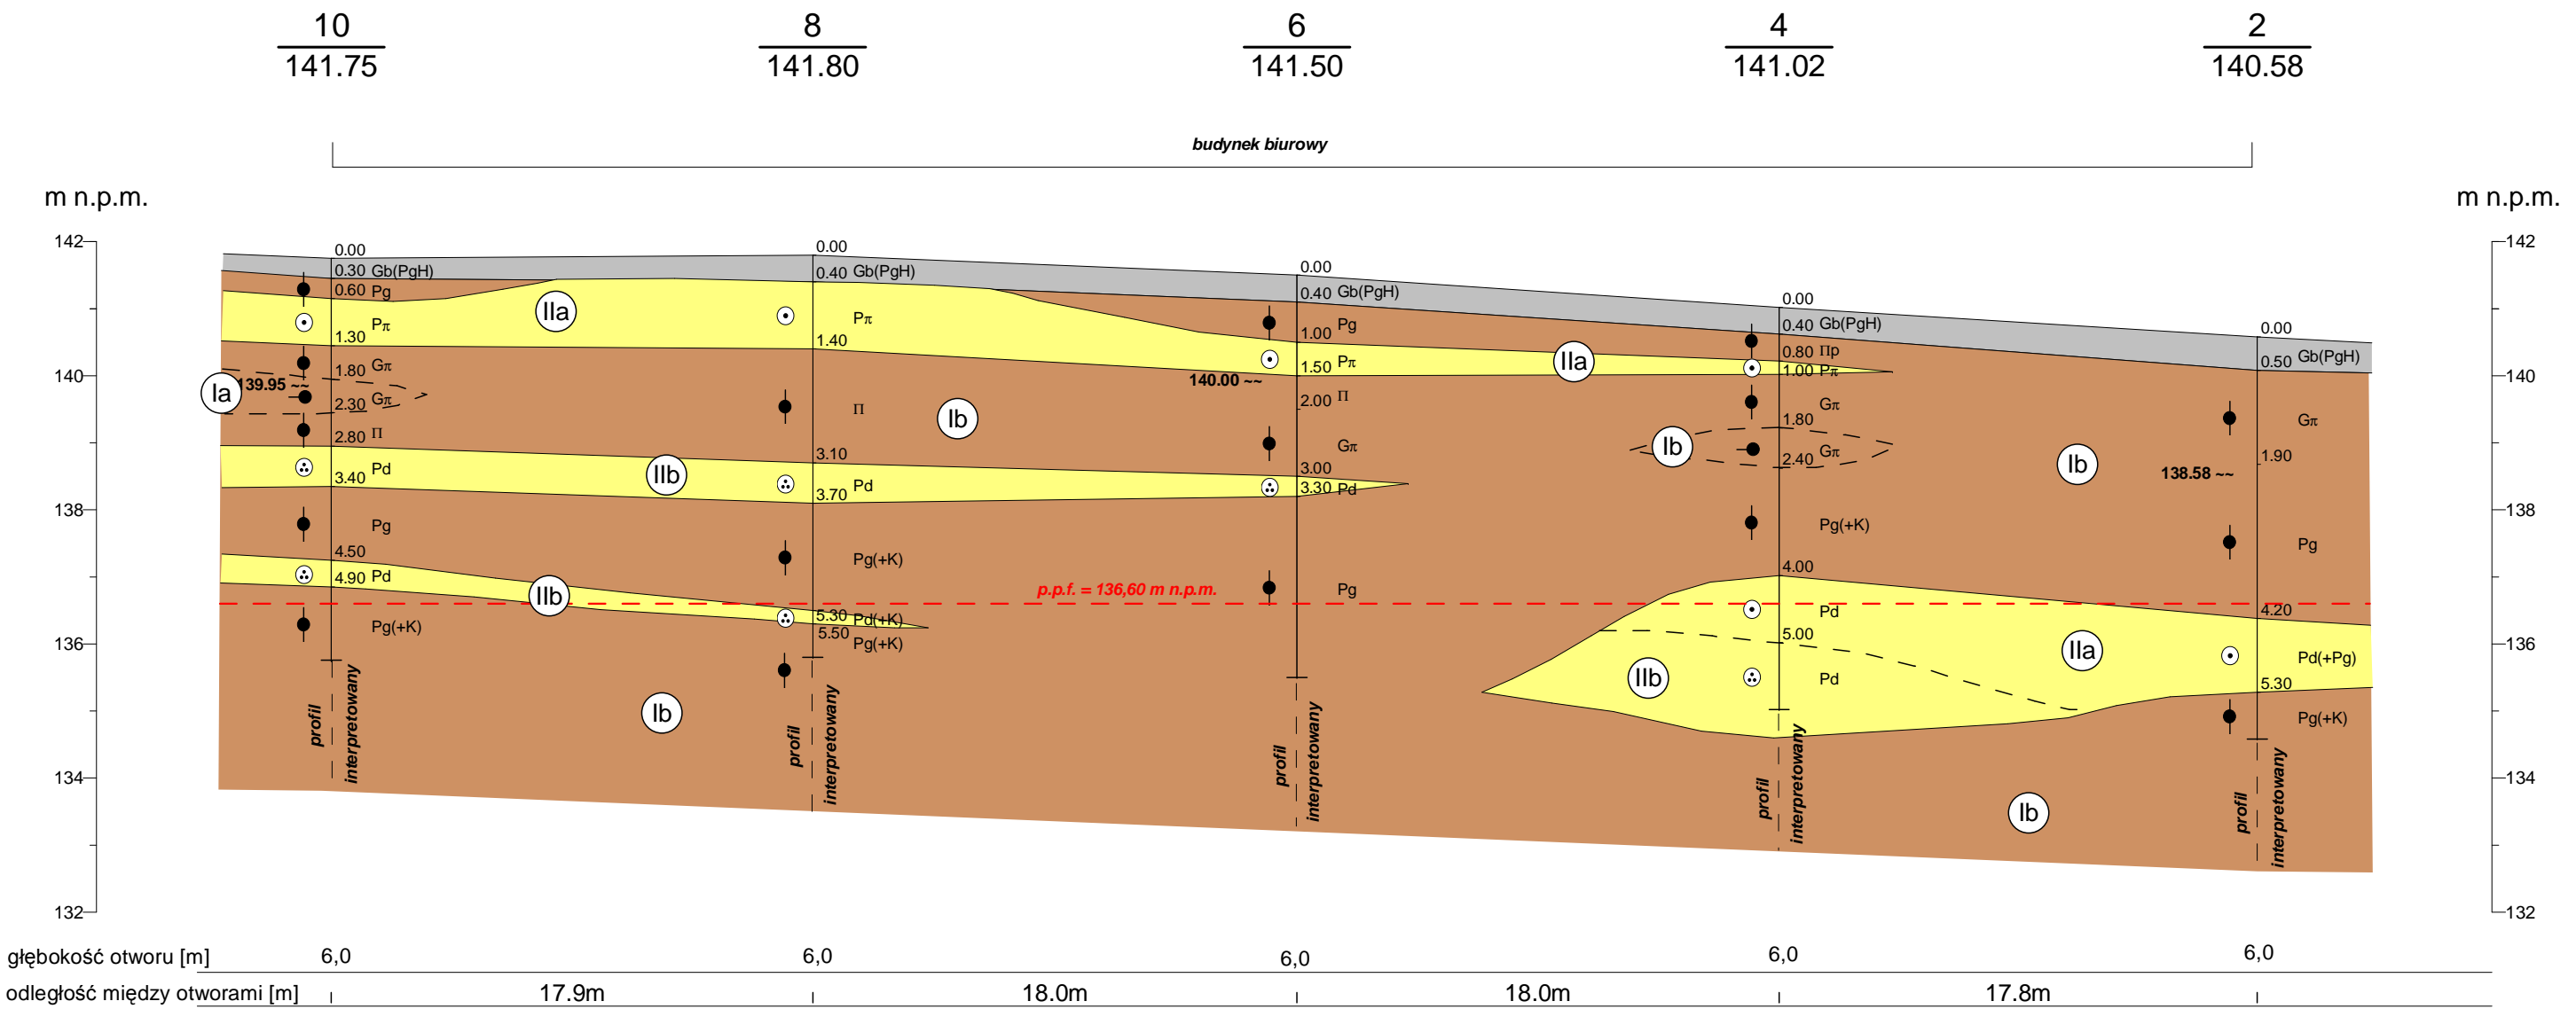 10 8 6 4 2
141.75 141.80 141.50 141.02 140.58
budynek biurowy
m n.p.m. m n.p.m.
142 142
140 140
138 138
136 136
134 134
132 132
0.00
0.30 Gb(PgH)
0.60 Pg
Pπ
1.30
Gπ
1.80
Ia 139.95 ~~
Gπ
2.30
Π
2.80
Pd
3.40
Pg
4.50
4.90 Pd
Pg(+K)
profil interpretowany
0.00
0.40 Gb(PgH)
IIa
Pπ
1.40
Π
Ib
3.10
IIb
Pd
3.70
Pg(+K)
IIb
5.30 Pd(+K)
5.50
Pg(+K)
Ib
profil interpretowany
0.00
0.40 Gb(PgH)
Pg
1.00
1.50 Pπ
140.00 ~~
Π
2.00
Gπ
3.00
3.30 Pd
p.p.f. = 136,60 m n.p.m.
Pg
profil interpretowany
0.00
0.40 Gb(PgH)
0.80 Πp
IIa
1.00 Pπ
Gπ
1.80
Ib
Gπ
2.40
Pg(+K)
4.00
Pd
5.00
IIb
Pd
profil interpretowany
0.00
0.50 Gb(PgH)
Gπ
1.90
Ib
138.58 ~~
Pg
4.20
IIa
Pd(+Pg)
5.30
Pg(+K)
Ib
profil interpretowany
głębokość otworu [m] 6,0 6,0 6,0 6,0 6,0
odległość między otworami [m] 17.9m 18.0m 18.0m 17.8m